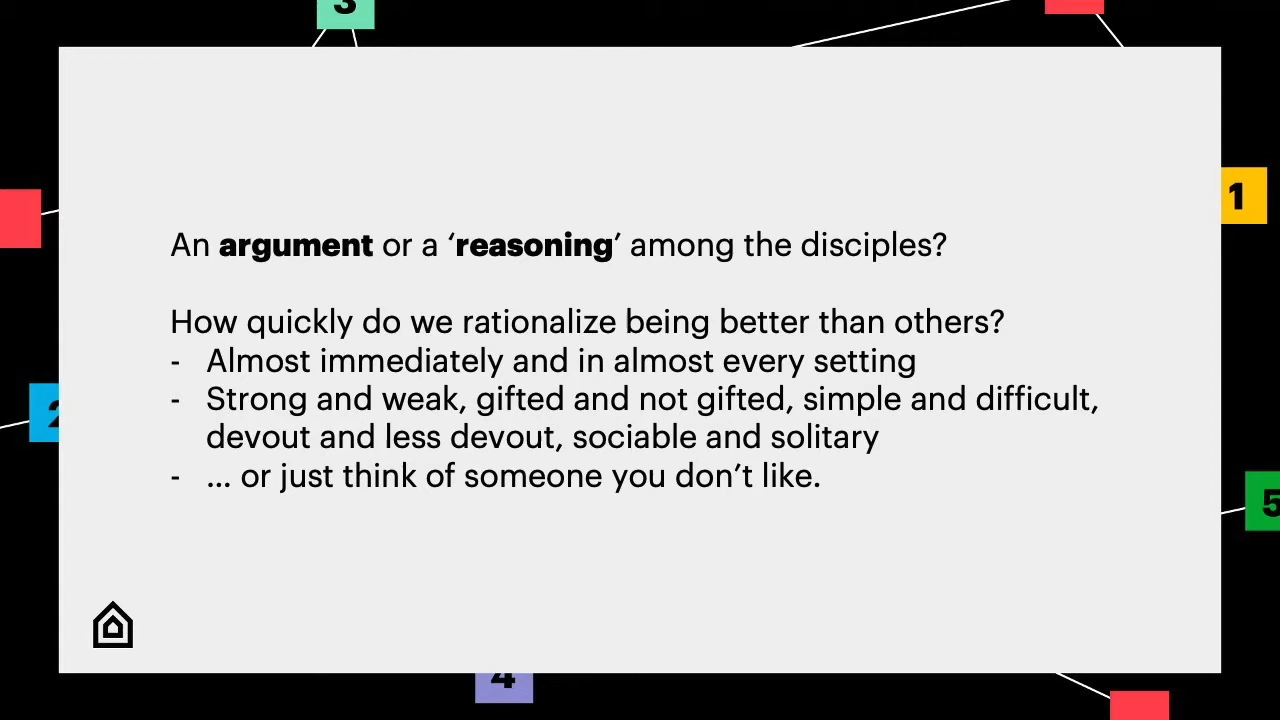 3
1
An argument or a ‘reasoning’ among the disciples?
How quickly do we rationalize being better than others?
- Almost immediately and in almost every setting
- Strong and weak, gifted and not gifted, simple and difficult,
devout and less devout, sociable and solitary
- ... or just think of someone you don’t like.
2
5
4